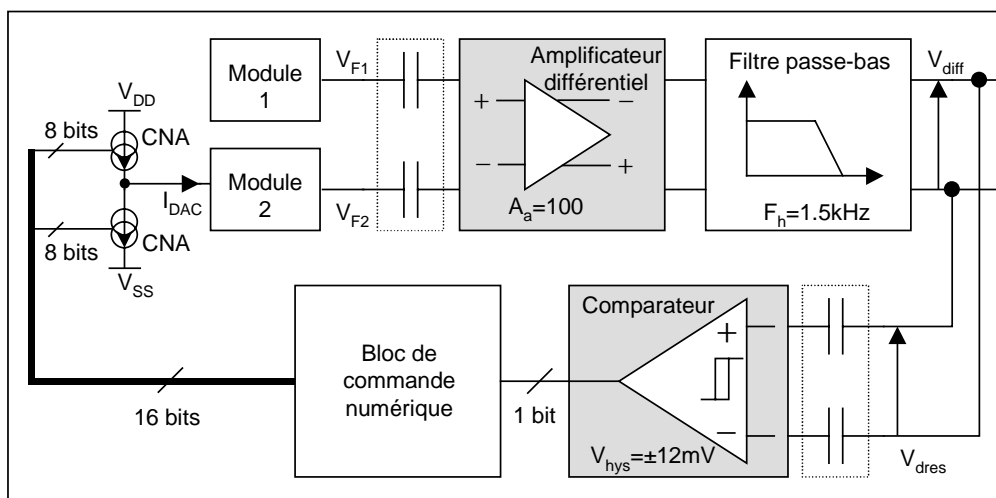 Module
1
V_F1
Amplificateur
différentiel
+
−
−
+
A_a=100
Filtre passe-bas
F_h=1.5kHz
V_diff
V_DD
8 bits
CNA
I_DAC
Module
2
V_F2
8 bits
CNA
V_SS
16 bits
Bloc de
commande
numérique
1 bit
Comparateur
+
−
V_hys=±12mV
V_dres